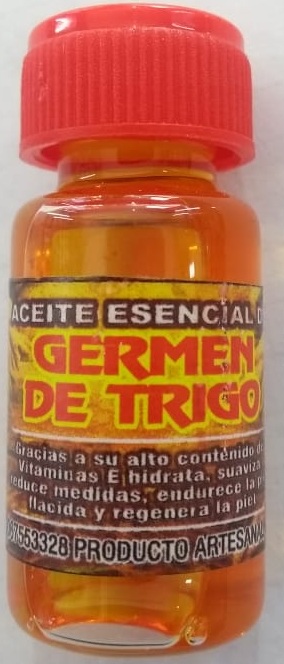 ACEITE ESENCIAL D
GERMEN
DE TRIGO
Gracias a su alto contenido de
Vitaminas E hidrata, suaviza
reduce medidas, endurece la p
flacida y regenera la piel
67553328 PRODUCTO ARTESANAL